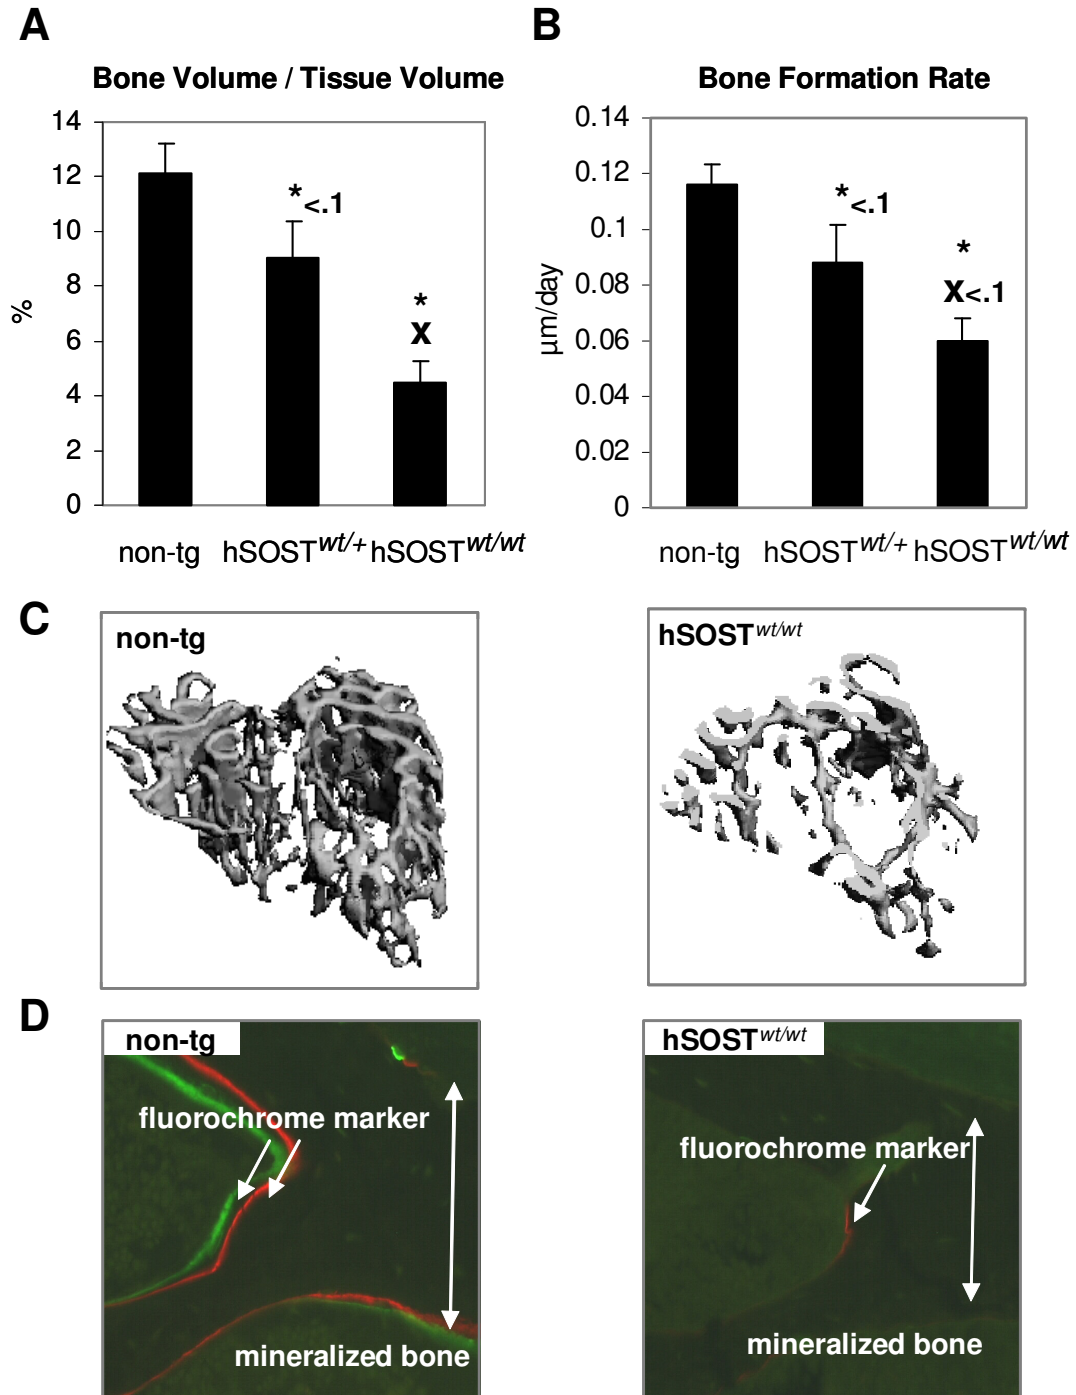 A
Bone Volume / Tissue Volume
14
12
10
8
6
4
2
0
%
*<.1
*
x
non-tg hSOSTwt/+ hSOSTwt/wt
B
Bone Formation Rate
0.14
0.12
0.1
0.08
0.06
0.04
0.02
0
µm/day
*<.1
*
x<.1
non-tg hSOSTwt/+ hSOSTwt/wt
C
non-tg
hSOSTwt/wt
D
non-tg
fluorochrome marker
mineralized bone
hSOSTwt/wt
fluorochrome marker
mineralized bone